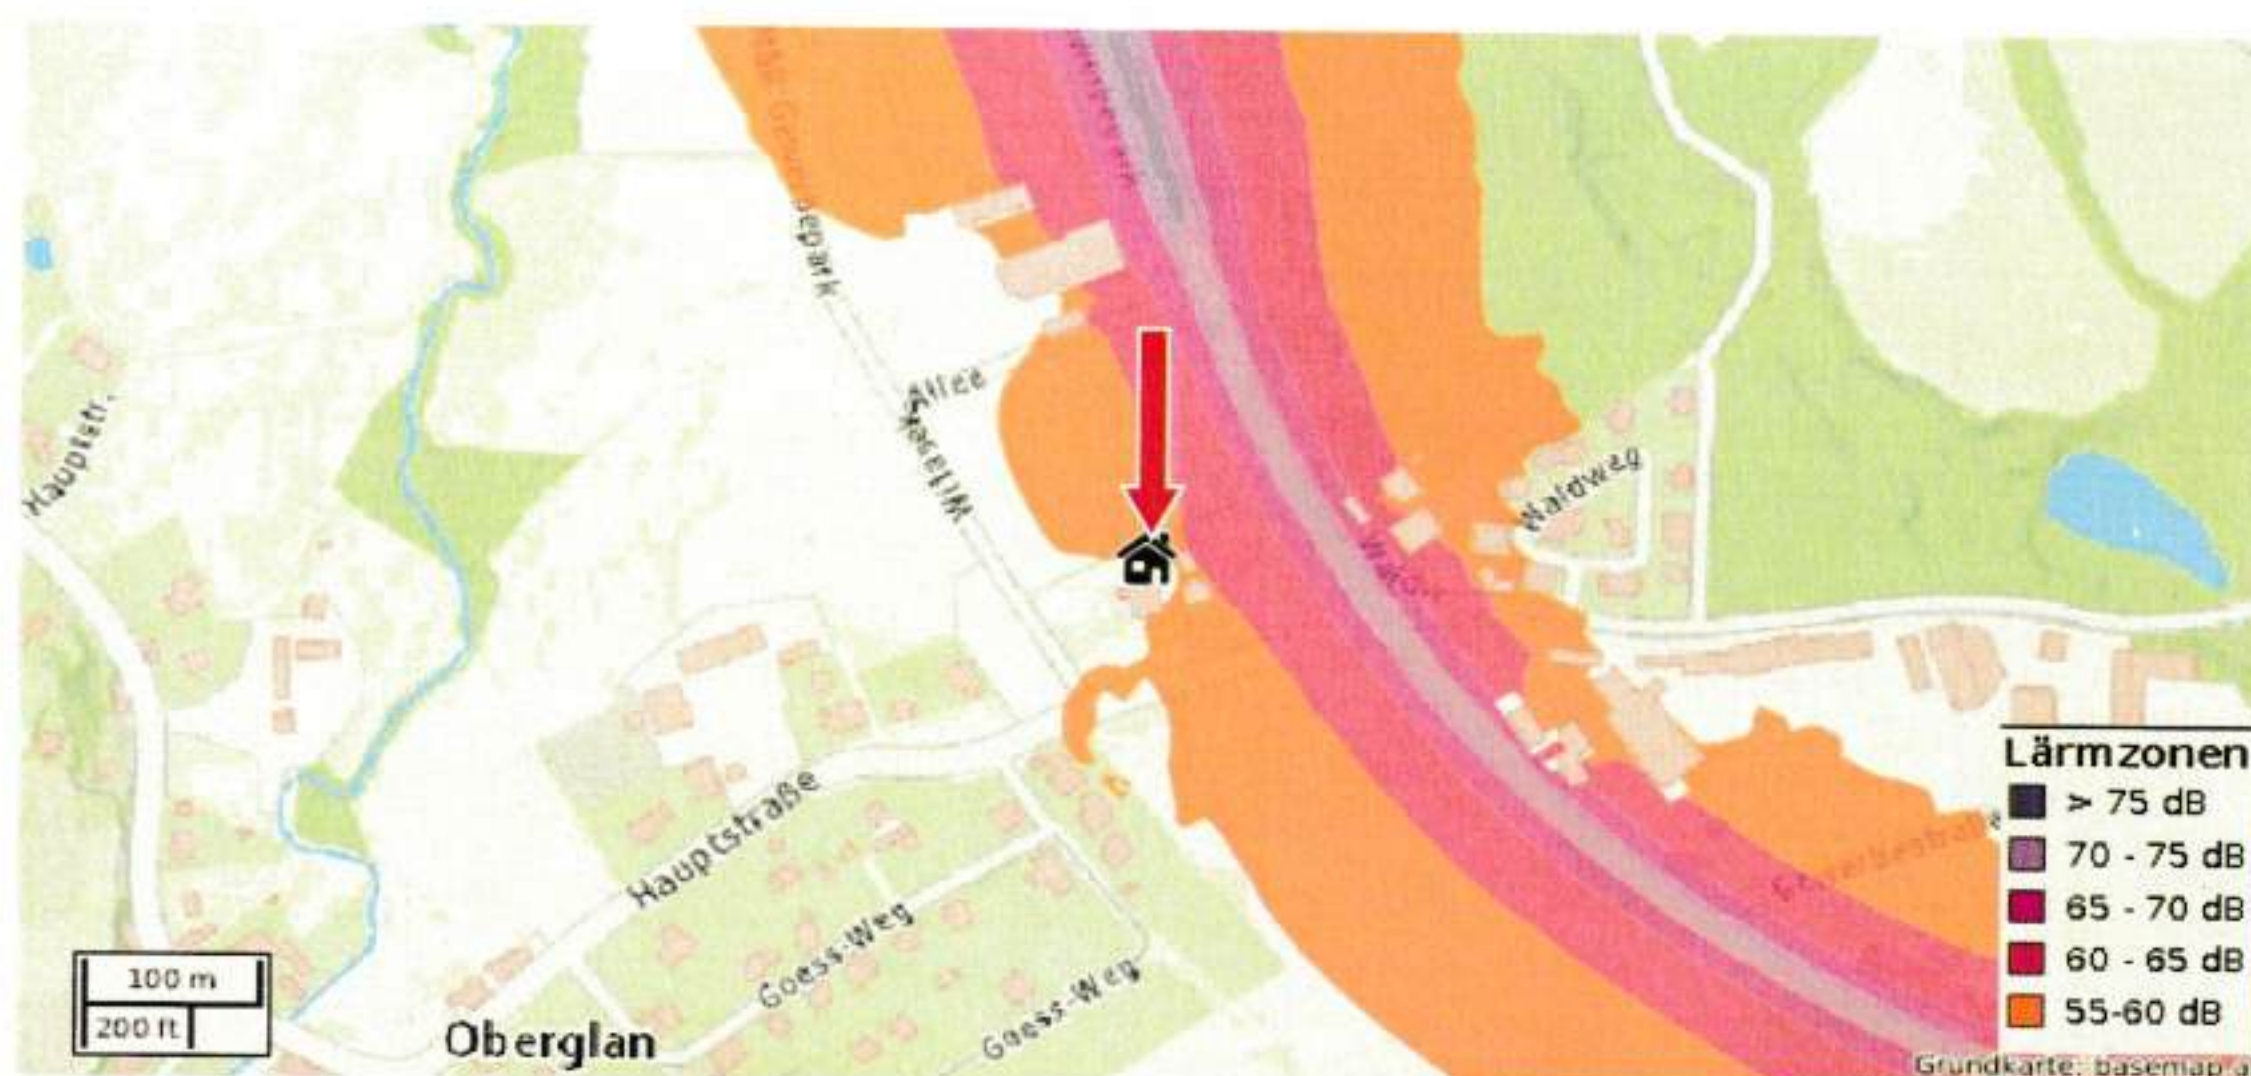 Allee
Witasek
Hauptstr.
Waldweg
Hauptstraße
Goess-Weg
Goess-Weg
Oberglan
100 m
200 ft
Lärmzonen
> 75 dB
70 - 75 dB
65 - 70 dB
60 - 65 dB
55-60 dB
Grundkarte: basemap.a